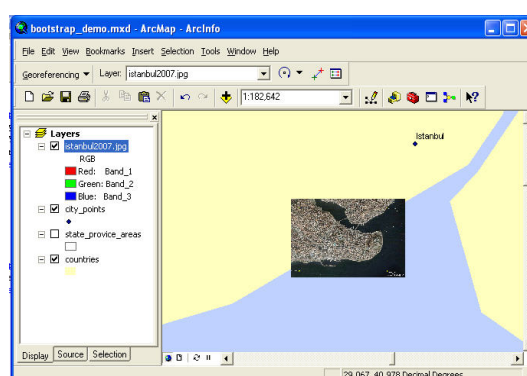 bootstrap_demo.mxd - ArcMap - ArcInfo
File Edit View Bookmarks Insert Selection Tools Window Help
Georeferencing Layer: istanbul2007.jpg
1:182,642
Layers
istanbul2007.jpg
RGB
Red: Band_1
Green: Band_2
Blue: Band_3
city_points
state_provice_areas
countries
Istanbul
Display Source Selection
29.067 40.978 Decimal Degrees